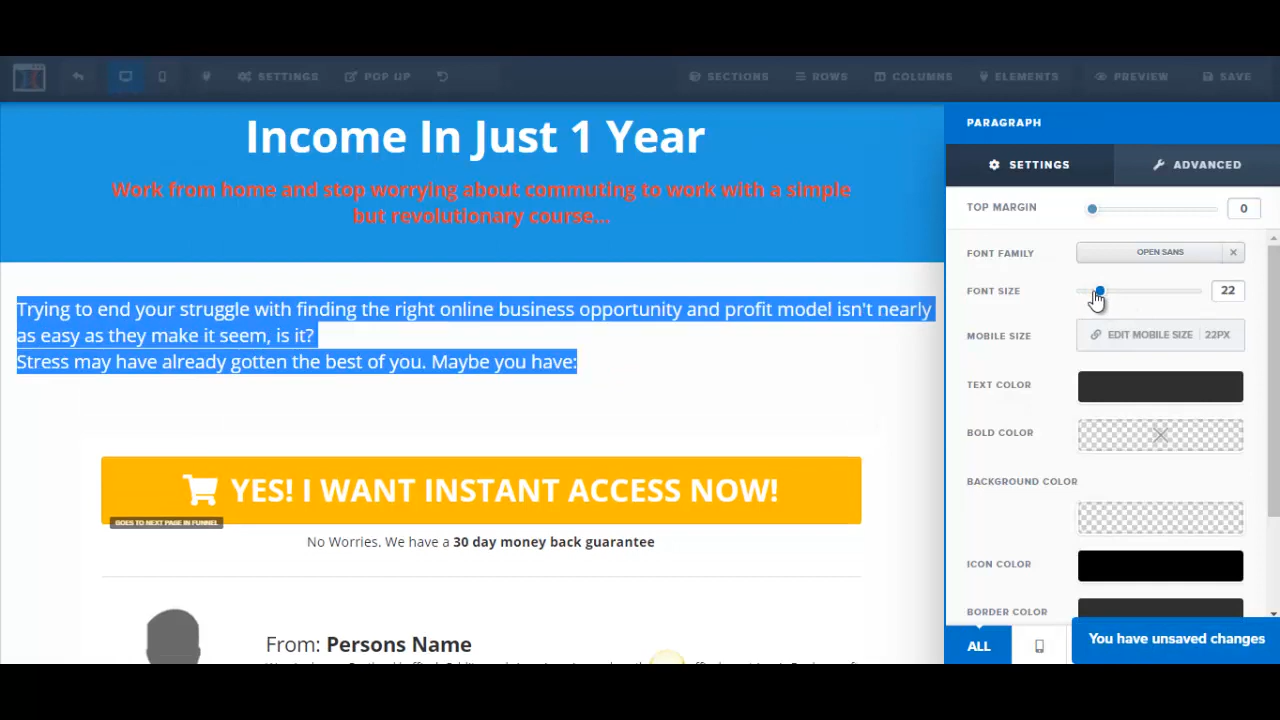 SETTINGS
POP UP
SECTIONS
ROWS
COLUMNS
ELEMENTS
PREVIEW
SAVE
Income In Just 1 Year
Work from home and stop worrying about commuting to work with a simple
but revolutionary course...
Trying to end your struggle with finding the right online business opportunity and profit model isn't nearly
as easy as they make it seem, is it?
Stress may have already gotten the best of you. Maybe you have:
YES! I WANT INSTANT ACCESS NOW!
GOES TO NEXT PAGE IN FUNNEL
No Worries. We have a 30 day money back guarantee
From: Persons Name
PARAGRAPH
SETTINGS
ADVANCED
TOP MARGIN
0
FONT FAMILY
OPEN SANS
FONT SIZE
22
MOBILE SIZE
EDIT MOBILE SIZE
22PX
TEXT COLOR
BOLD COLOR
BACKGROUND COLOR
ICON COLOR
BORDER COLOR
ALL
You have unsaved changes